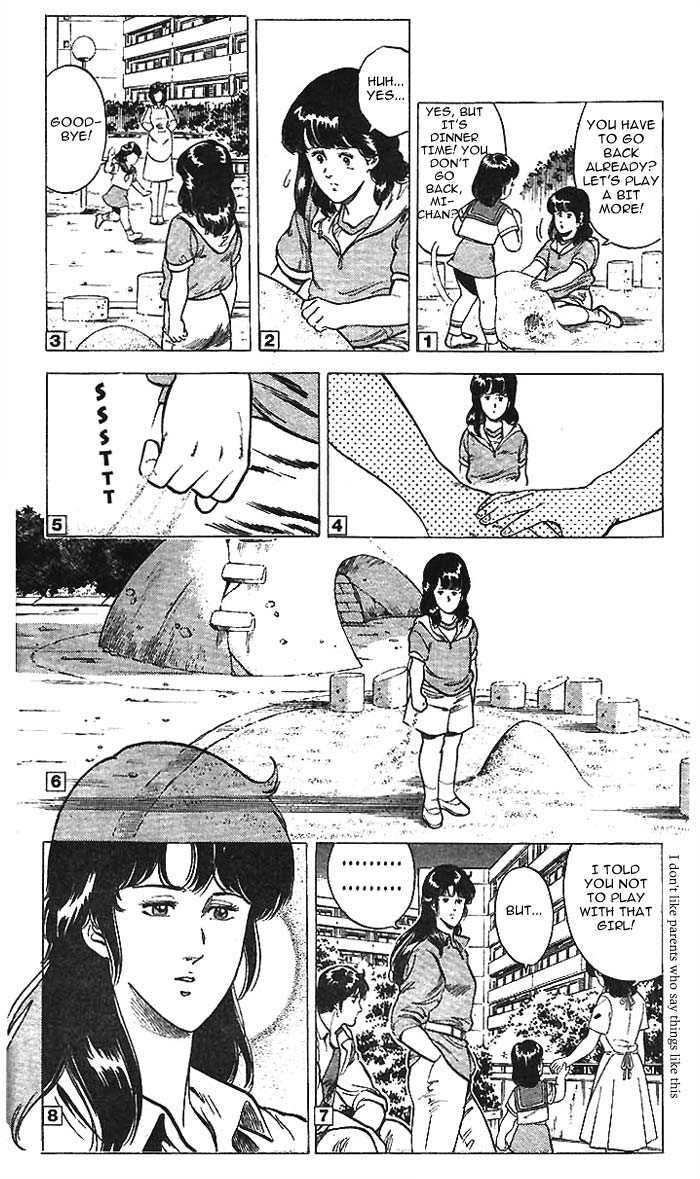 YOU HAVE
TO GO
BACK
ALREADY?
LET'S PLAY
A BIT
MORE!
YES, BUT
IT'S
DINNER
TIME! YOU
DON'T
GO
BACK,
MI-
CHAN?
1
HUH...
YES...
2
GOOD-
BYE!
3
4
SSSTTT
5
6
I TOLD
YOU NOT
TO PLAY
WITH THAT
GIRL!
BUT...
.........
.........
7
I don't like parents who say things like this
8